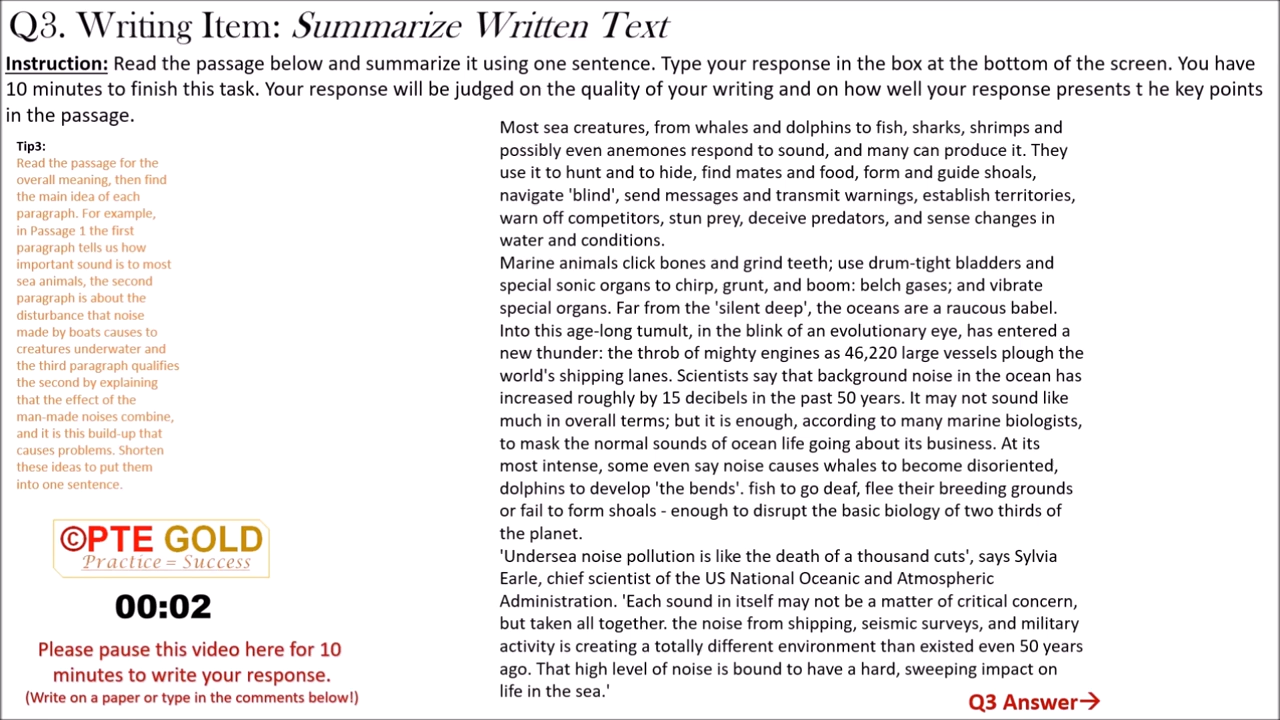 Q3. Writing Item: Summarize Written Text
Instruction: Read the passage below and summarize it using one sentence. Type your response in the box at the bottom of the screen. You have
10 minutes to finish this task. Your response will be judged on the quality of your writing and on how well your response presents t he key points
in the passage.
Tip3:
Read the passage for the
overall meaning, then find
the main idea of each
paragraph. For example,
in Passage 1 the first
paragraph tells us how
important sound is to most
sea animals, the second
paragraph is about the
disturbance that noise
made by boats causes to
creatures underwater and
the third paragraph qualifies
the second by explaining
that the effect of the
man-made noises combine,
and it is this build-up that
causes problems. Shorten
these ideas to put them
into one sentence.
©PTE GOLD
Practice = Success
00:02
Please pause this video here for 10
minutes to write your response.
(Write on a paper or type in the comments below!)
Most sea creatures, from whales and dolphins to fish, sharks, shrimps and
possibly even anemones respond to sound, and many can produce it. They
use it to hunt and to hide, find mates and food, form and guide shoals,
navigate 'blind', send messages and transmit warnings, establish territories,
warn off competitors, stun prey, deceive predators, and sense changes in
water and conditions.
Marine animals click bones and grind teeth; use drum-tight bladders and
special sonic organs to chirp, grunt, and boom: belch gases; and vibrate
special organs. Far from the 'silent deep', the oceans are a raucous babel.
Into this age-long tumult, in the blink of an evolutionary eye, has entered a
new thunder: the throb of mighty engines as 46,220 large vessels plough the
world's shipping lanes. Scientists say that background noise in the ocean has
increased roughly by 15 decibels in the past 50 years. It may not sound like
much in overall terms; but it is enough, according to many marine biologists,
to mask the normal sounds of ocean life going about its business. At its
most intense, some even say noise causes whales to become disoriented,
dolphins to develop 'the bends'. fish to go deaf, flee their breeding grounds
or fail to form shoals - enough to disrupt the basic biology of two thirds of
the planet.
'Undersea noise pollution is like the death of a thousand cuts', says Sylvia
Earle, chief scientist of the US National Oceanic and Atmospheric
Administration. 'Each sound in itself may not be a matter of critical concern,
but taken all together. the noise from shipping, seismic surveys, and military
activity is creating a totally different environment than existed even 50 years
ago. That high level of noise is bound to have a hard, sweeping impact on
life in the sea.'
Q3 Answer→